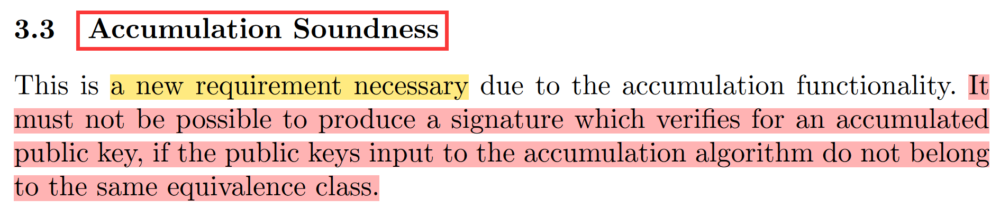 3.3 Accumulation Soundness
This is a new requirement necessary due to the accumulation functionality. It
must not be possible to produce a signature which verifies for an accumulated
public key, if the public keys input to the accumulation algorithm do not belong
to the same equivalence class.